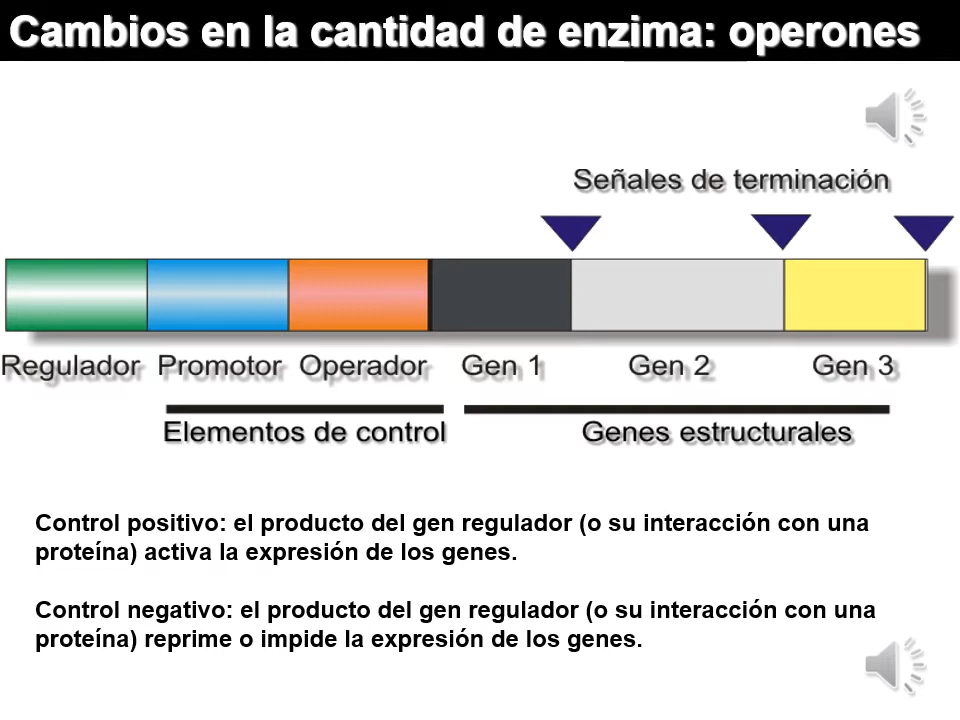 Cambios en la cantidad de enzima: operones
Señales de terminación
Regulador Promotor Operador Gen 1 Gen 2 Gen 3
Elementos de control Genes estructurales
Control positivo: el producto del gen regulador (o su interacción con una
proteína) activa la expresión de los genes.
Control negativo: el producto del gen regulador (o su interacción con una
proteína) reprime o impide la expresión de los genes.